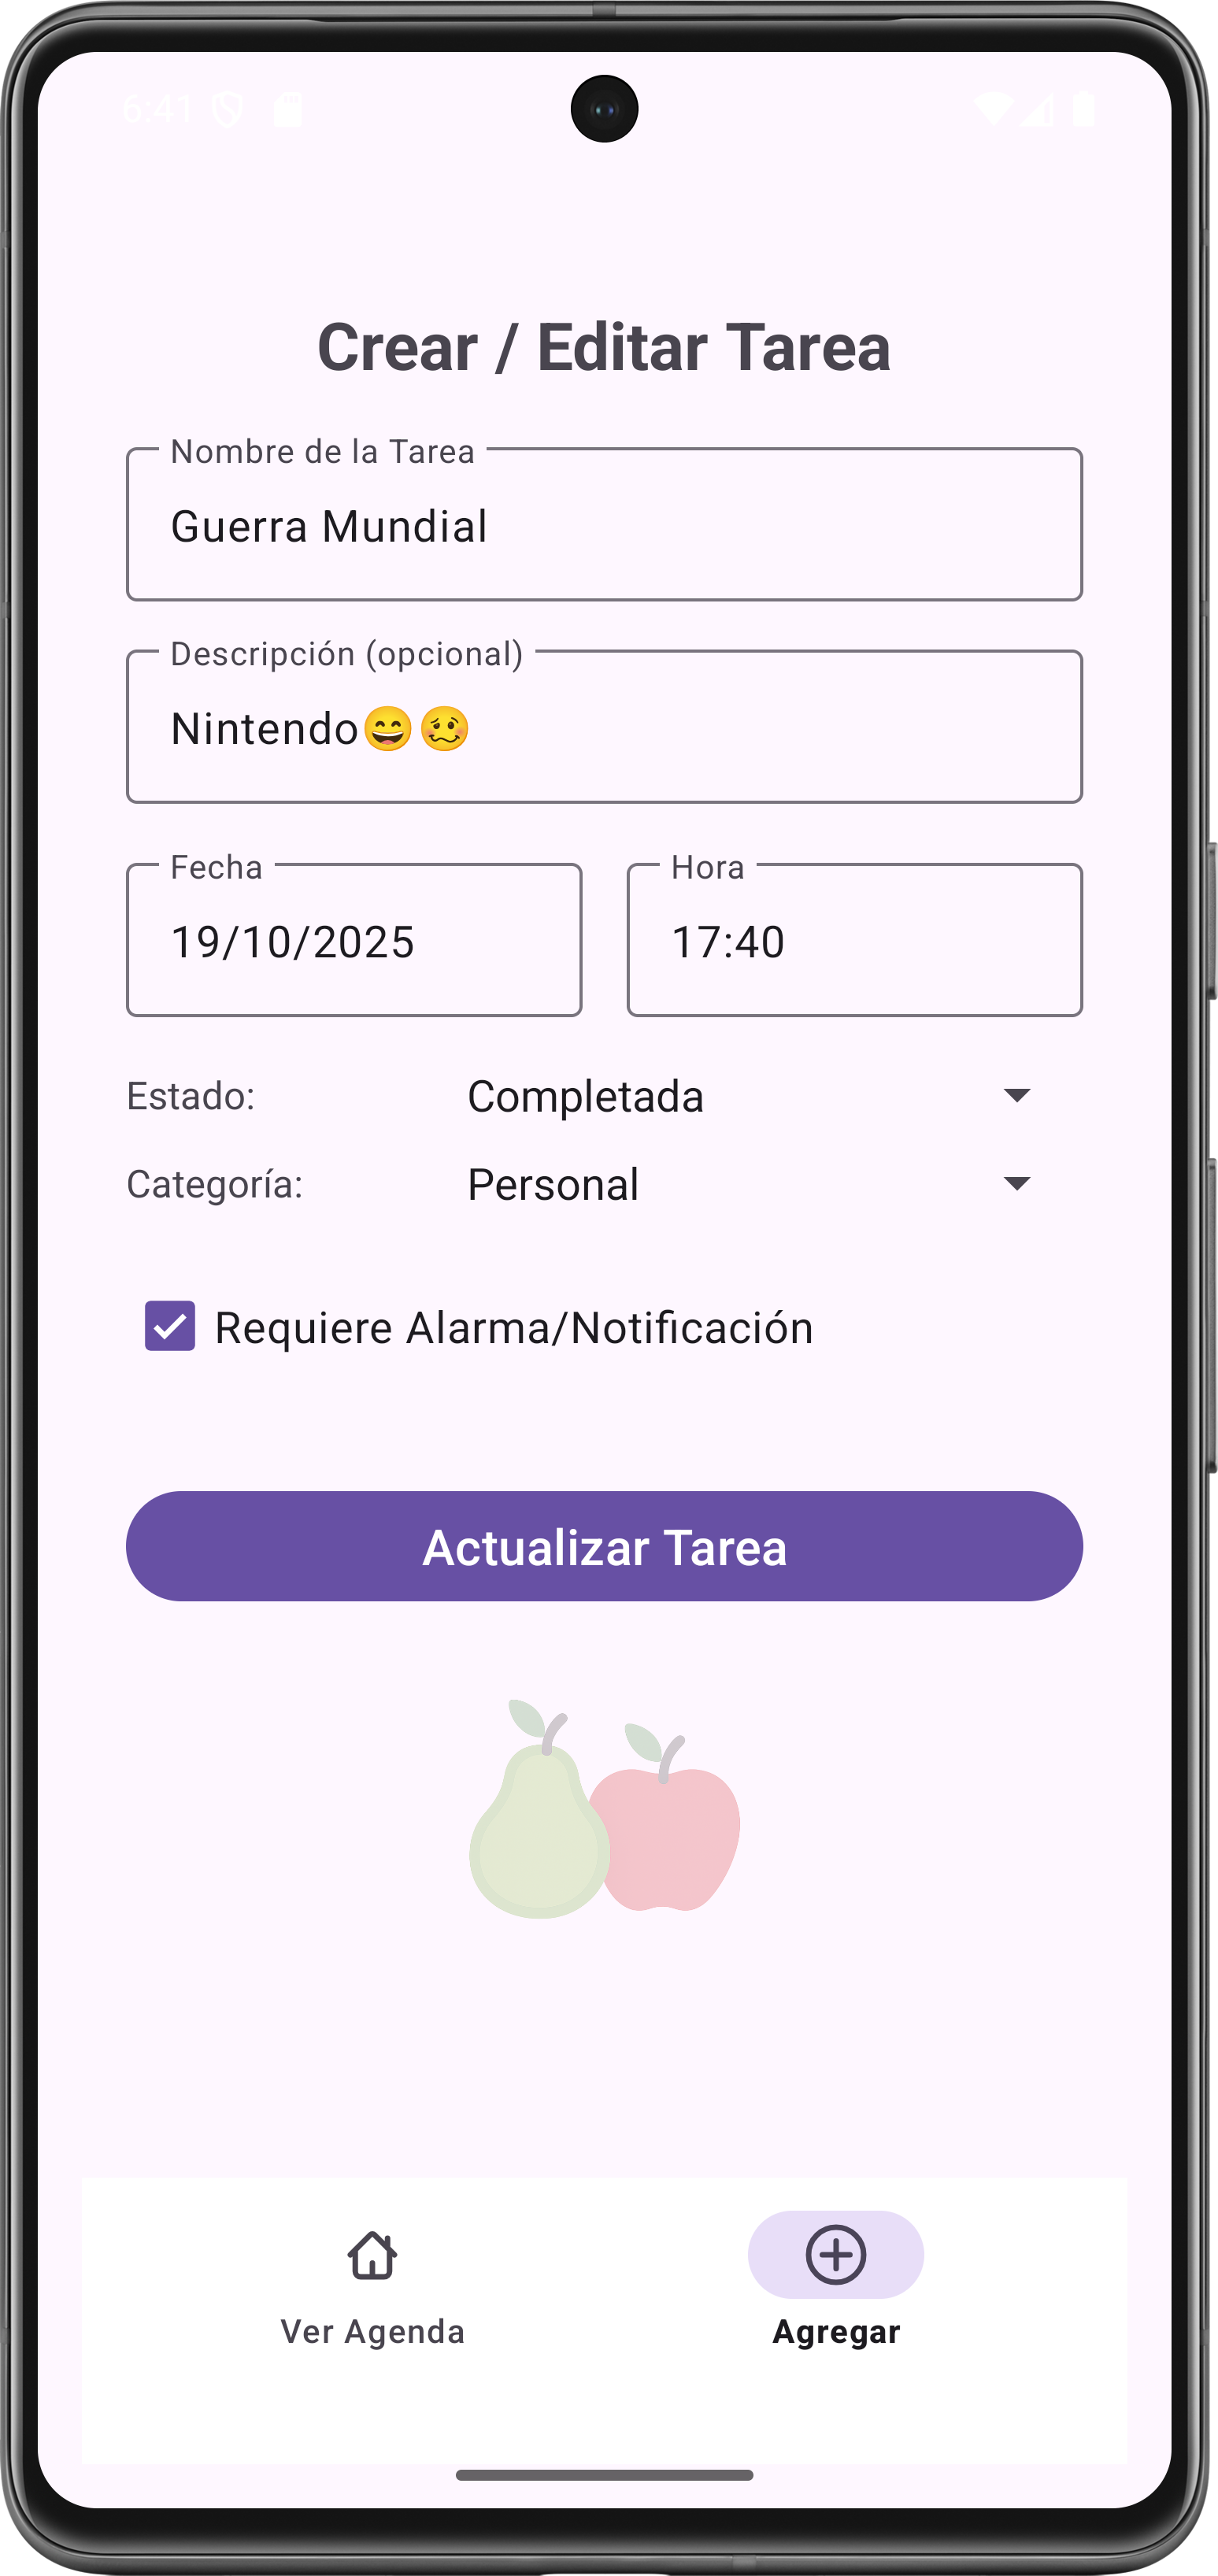 6:41
Crear / Editar Tarea
Nombre de la Tarea
Guerra Mundial
Descripción (opcional)
Nintendo😄🥴
Fecha
19/10/2025
Hora
17:40
Estado:
Completada
Categoría:
Personal
Requiere Alarma/Notificación
Actualizar Tarea
Ver Agenda
Agregar